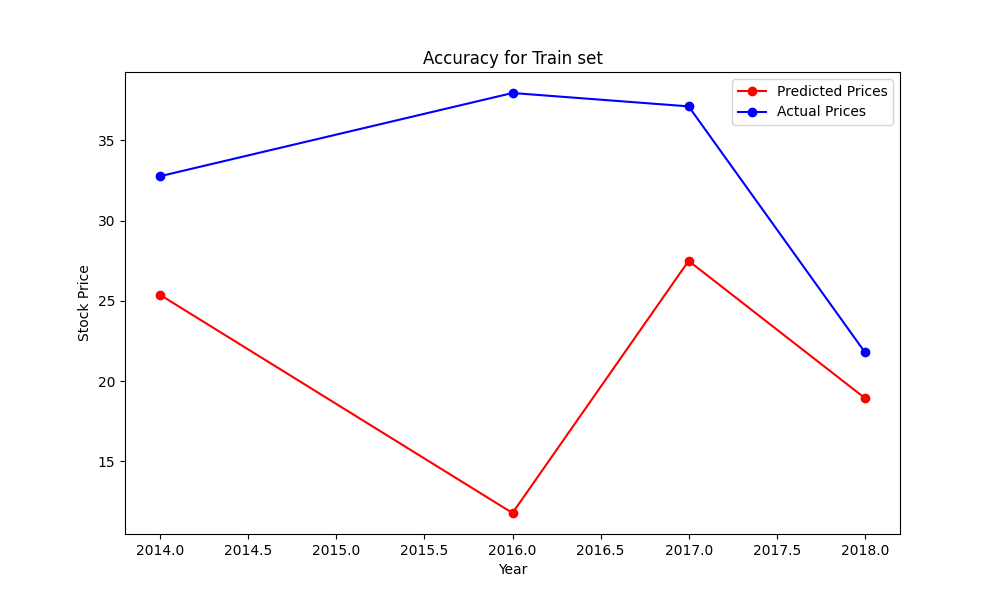 Accuracy for Train set
Predicted Prices
Actual Prices
Stock Price
35
30
25
20
15
2014.0 2014.5 2015.0 2015.5 2016.0 2016.5 2017.0 2017.5 2018.0
Year